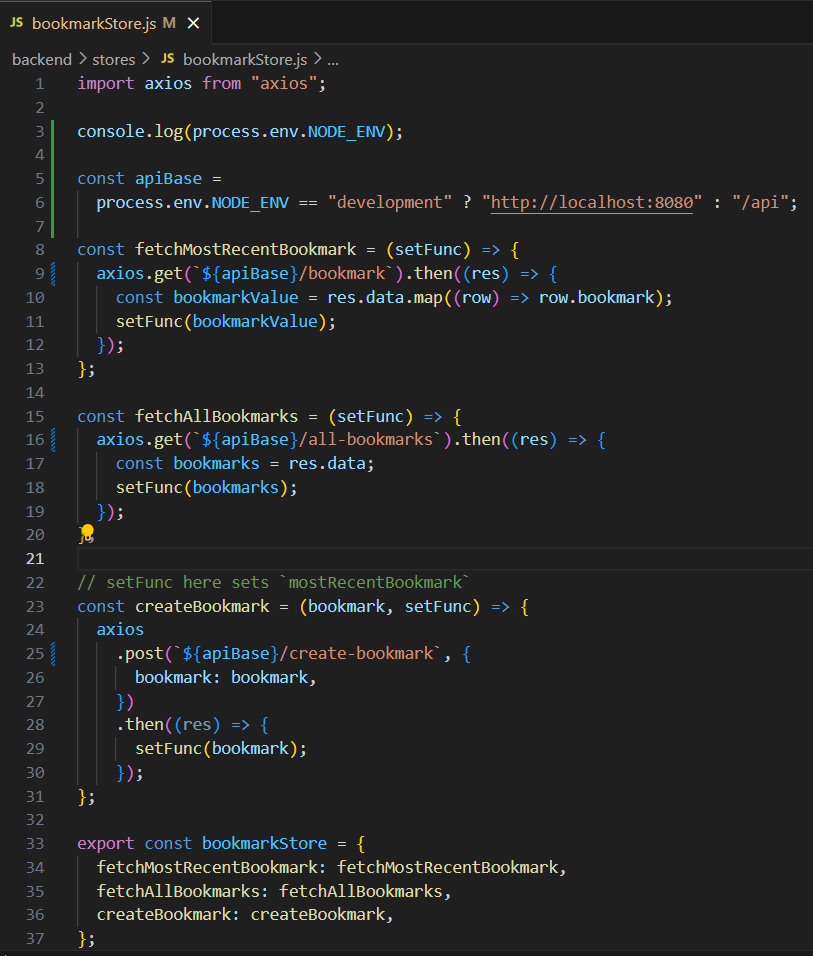 JS bookmarkStore.js M ×
backend > stores > JS bookmarkStore.js > ...
1 import axios from "axios";
2
3 console.log(process.env.NODE_ENV);
4
5 const apiBase =
6 process.env.NODE_ENV == "development" ? "http://localhost:8080" : "/api";
7
8 const fetchMostRecentBookmark = (setFunc) => {
9 axios.get(`${apiBase}/bookmark`).then((res) => {
10 const bookmarkValue = res.data.map((row) => row.bookmark);
11 setFunc(bookmarkValue);
12 });
13 };
14
15 const fetchAllBookmarks = (setFunc) => {
16 axios.get(`${apiBase}/all-bookmarks`).then((res) => {
17 const bookmarks = res.data;
18 setFunc(bookmarks);
19 });
20 };
21
22 // setFunc here sets `mostRecentBookmark`
23 const createBookmark = (bookmark, setFunc) => {
24 axios
25 .post(`${apiBase}/create-bookmark`, {
26 bookmark: bookmark,
27 })
28 .then((res) => {
29 setFunc(bookmark);
30 });
31 };
32
33 export const bookmarkStore = {
34 fetchMostRecentBookmark: fetchMostRecentBookmark,
35 fetchAllBookmarks: fetchAllBookmarks,
36 createBookmark: createBookmark,
37 };